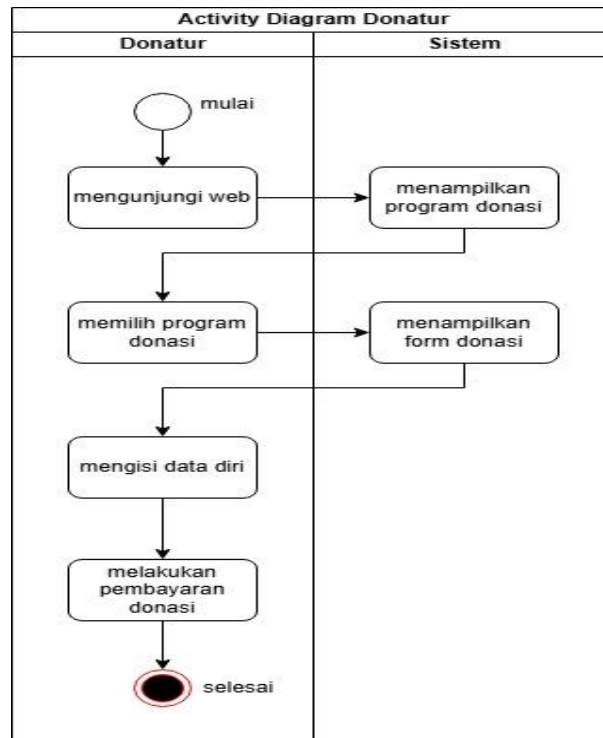 Activity Diagram Donatur
Donatur
Sistem
mulai
mengunjungi web
menampilkan
program donasi
memilih program
donasi
menampilkan
form donasi
mengisi data diri
melakukan
pembayaran
donasi
selesai